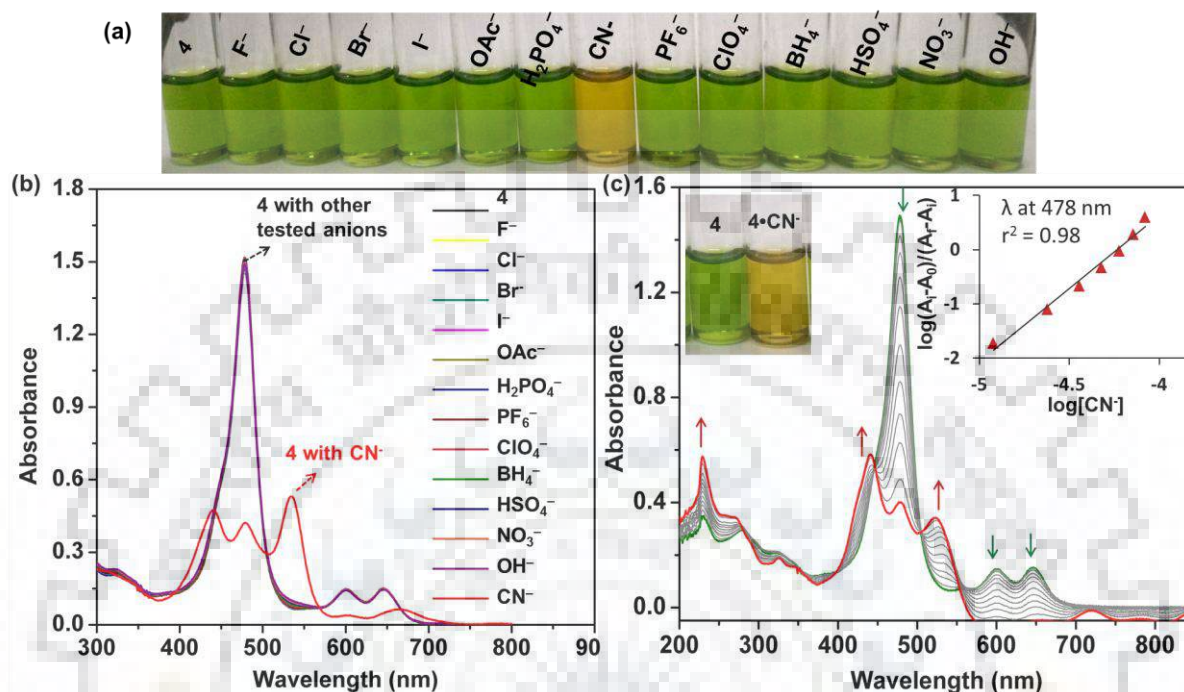 (a)
4 F⁻ Cl⁻ Br⁻ I⁻ OAc⁻ H₂PO₄⁻ CN- PF₆⁻ ClO₄⁻ BH₄⁻ HSO₄⁻ NO₃⁻ OH⁻
(b)
1.8
1.5
1.2
0.9
0.6
0.3
0.0
Absorbance
4 with other
tested anions
4 with CN⁻
4
F⁻
Cl⁻
Br⁻
I⁻
OAc⁻
H₂PO₄⁻
PF₆⁻
ClO₄⁻
BH₄⁻
HSO₄⁻
NO₃⁻
OH⁻
CN⁻
300 400 500 600 700 800 90
Wavelength (nm)
(c)
1.6
1.2
0.8
0.4
0.0
Absorbance
4 4•CN⁻
λ at 478 nm
r² = 0.98
log(Aᵢ-A₀)/(A_f-Aᵢ)
1
0
-1
-2
-5 -4.5 -4
log[CN⁻]
200 300 400 500 600 700 800
Wavelength (nm)